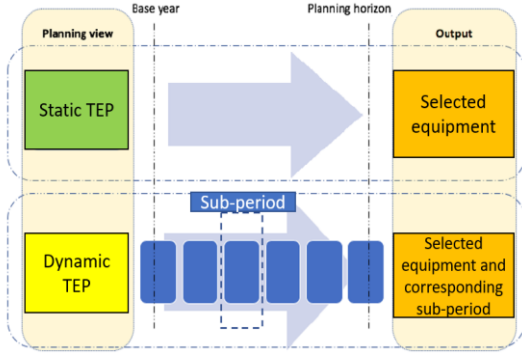 Base year
Planning horizon
Planning view
Output
Static TEP
Selected
equipment
Sub-period
Dynamic
TEP
Selected
equipment and
corresponding
sub-period